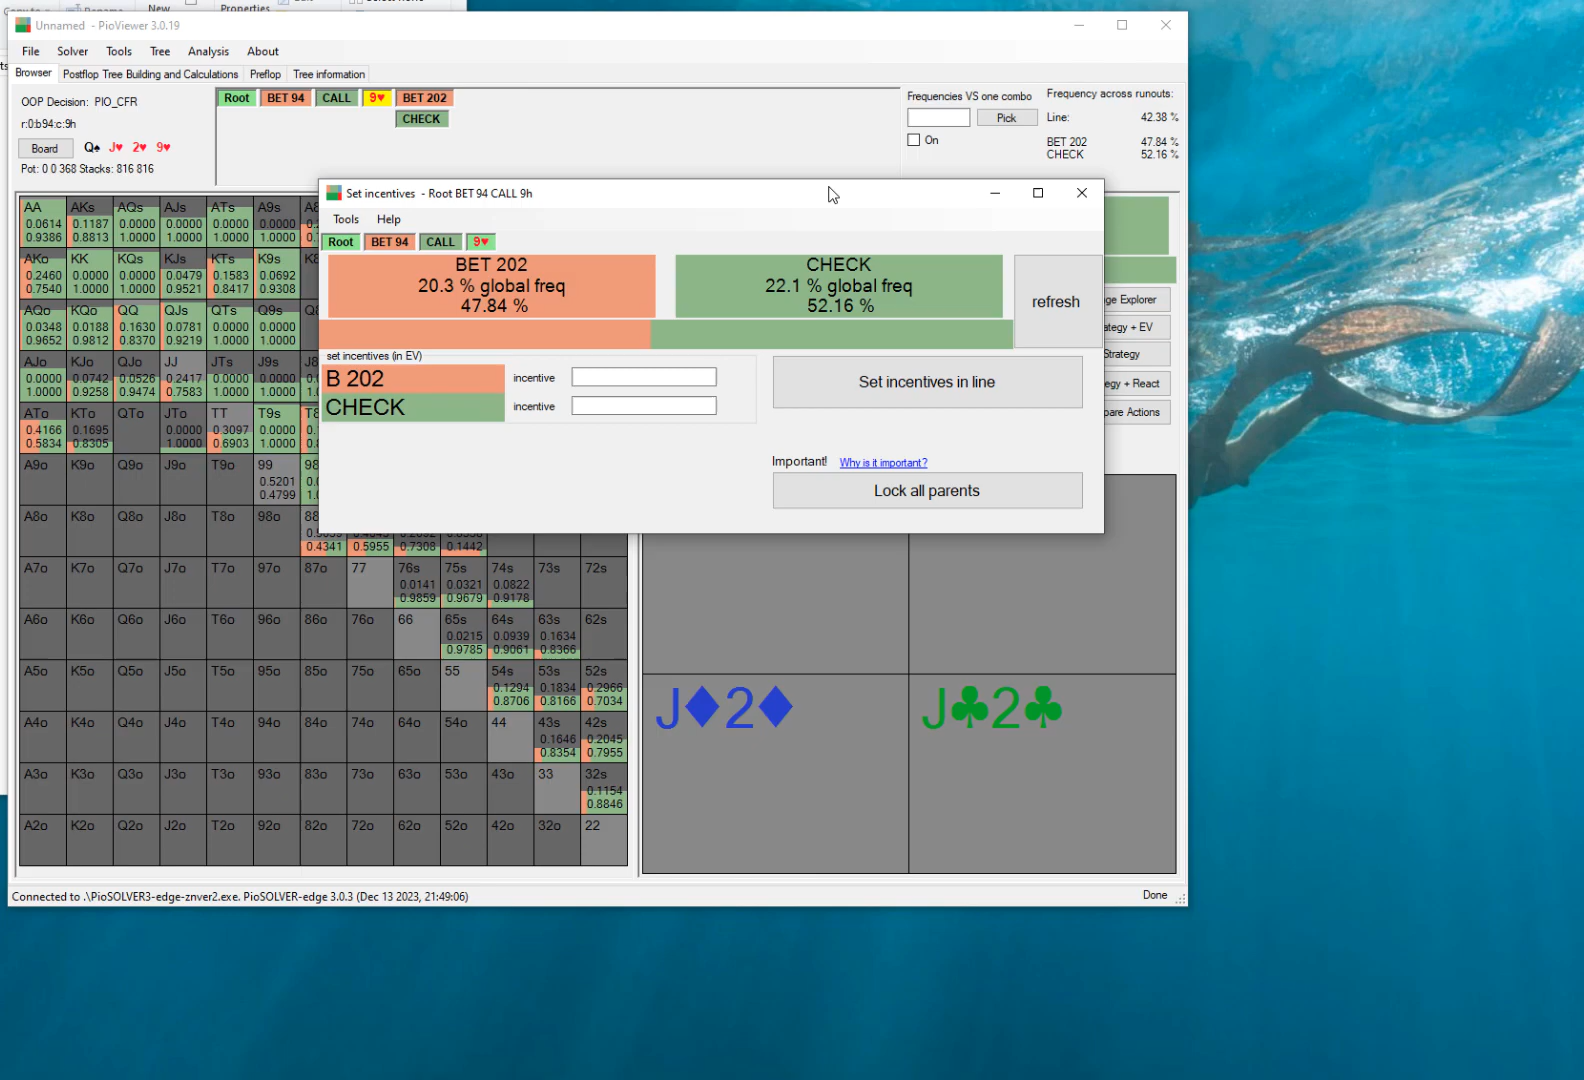 New
Properties
Unnamed - PioViewer 3.0.19
File Solver Tools Tree Analysis About
Browser Postflop Tree Building and Calculations Preflop Tree information
OOP Decision: PIO_CFR
r:0:b94:c:9h
Board Q♠ J♥ 2♥ 9♥
Pot: 0 0 368 Stacks: 816 816
Root BET 94 CALL 9♥ BET 202
CHECK
Frequencies VS one combo
Pick
On
Frequency across runouts:
Line: 42.38 %
BET 202 47.84 %
CHECK 52.16 %
Set incentives - Root BET 94 CALL 9h
Tools Help
Root BET 94 CALL 9♥
BET 202
20.3 % global freq
47.84 %
CHECK
22.1 % global freq
52.16 %
refresh
set incentives (in EV)
B 202 incentive
CHECK incentive
Set incentives in line
Important! Why is it important?
Lock all parents
ge Explorer
ategy + EV
Strategy
egy + React
pare Actions
AA AKs AQs AJs ATs A9s
0.0614 0.1187 0.0000 0.0000 0.0000 0.0000
0.9386 0.8813 1.0000 1.0000 1.0000 1.0000
AKo KK KQs KJs KTs K9s
0.2460 0.0000 0.0000 0.0479 0.1583 0.0692
0.7540 1.0000 1.0000 0.9521 0.8417 0.9308
AQo KQo QQ QJs QTs Q9s
0.0348 0.0188 0.1630 0.0781 0.0000 0.0000
0.9652 0.9812 0.8370 0.9219 1.0000 1.0000
AJo KJo QJo JJ JTs J9s
0.0000 0.0742 0.0526 0.2417 0.0000 0.0000
1.0000 0.9258 0.9474 0.7583 1.0000 1.0000
ATo KTo QTo JTo TT T9s
0.4166 0.1695 0.0000 0.3097 0.0000
0.5834 0.8305 1.0000 0.6903 1.0000
A9o K9o Q9o J9o T9o 99
0.5201
0.4799
A8o K8o Q8o J8o T8o 98o 88
0.4341 0.5955 0.7308 0.1442
A7o K7o Q7o J7o T7o 97o 87o 77 76s 75s 74s 73s 72s
0.0141 0.0321 0.0822
0.9859 0.9679 0.9178
A6o K6o Q6o J6o T6o 96o 86o 76o 66 65s 64s 63s 62s
0.0215 0.0939 0.1634
0.9785 0.9061 0.8366
A5o K5o Q5o J5o T5o 95o 85o 75o 65o 55 54s 53s 52s
0.1294 0.1834 0.2966
0.8706 0.8166 0.7034
A4o K4o Q4o J4o T4o 94o 84o 74o 64o 54o 44 43s 42s
0.1646 0.2045
0.8354 0.7955
A3o K3o Q3o J3o T3o 93o 83o 73o 63o 53o 43o 33 32s
0.1154
0.8846
A2o K2o Q2o J2o T2o 92o 82o 72o 62o 52o 42o 32o 22
J♦2♦ J♣2♣
Connected to .\PioSOLVER3-edge-znver2.exe. PioSOLVER-edge 3.0.3 (Dec 13 2023, 21:49:06)
Done